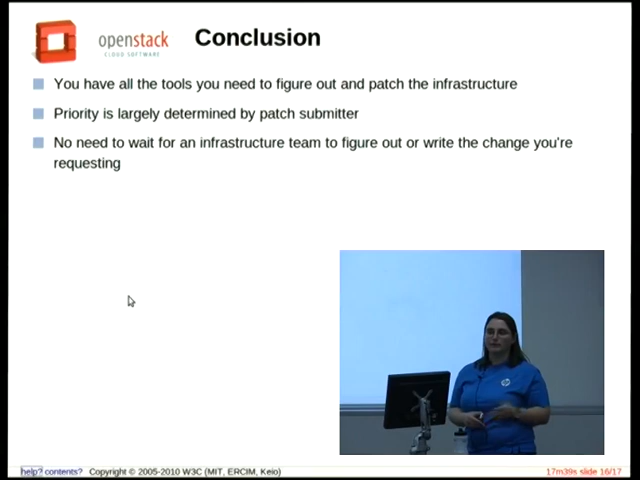 openstack
CLOUD SOFTWARE
Conclusion
You have all the tools you need to figure out and patch the infrastructure
Priority is largely determined by patch submitter
No need to wait for an infrastructure team to figure out or write the change you're
requesting
hp
help? contents? Copyright © 2005-2010 W3C (MIT, ERCIM, Keio)
17m39s slide 16/17